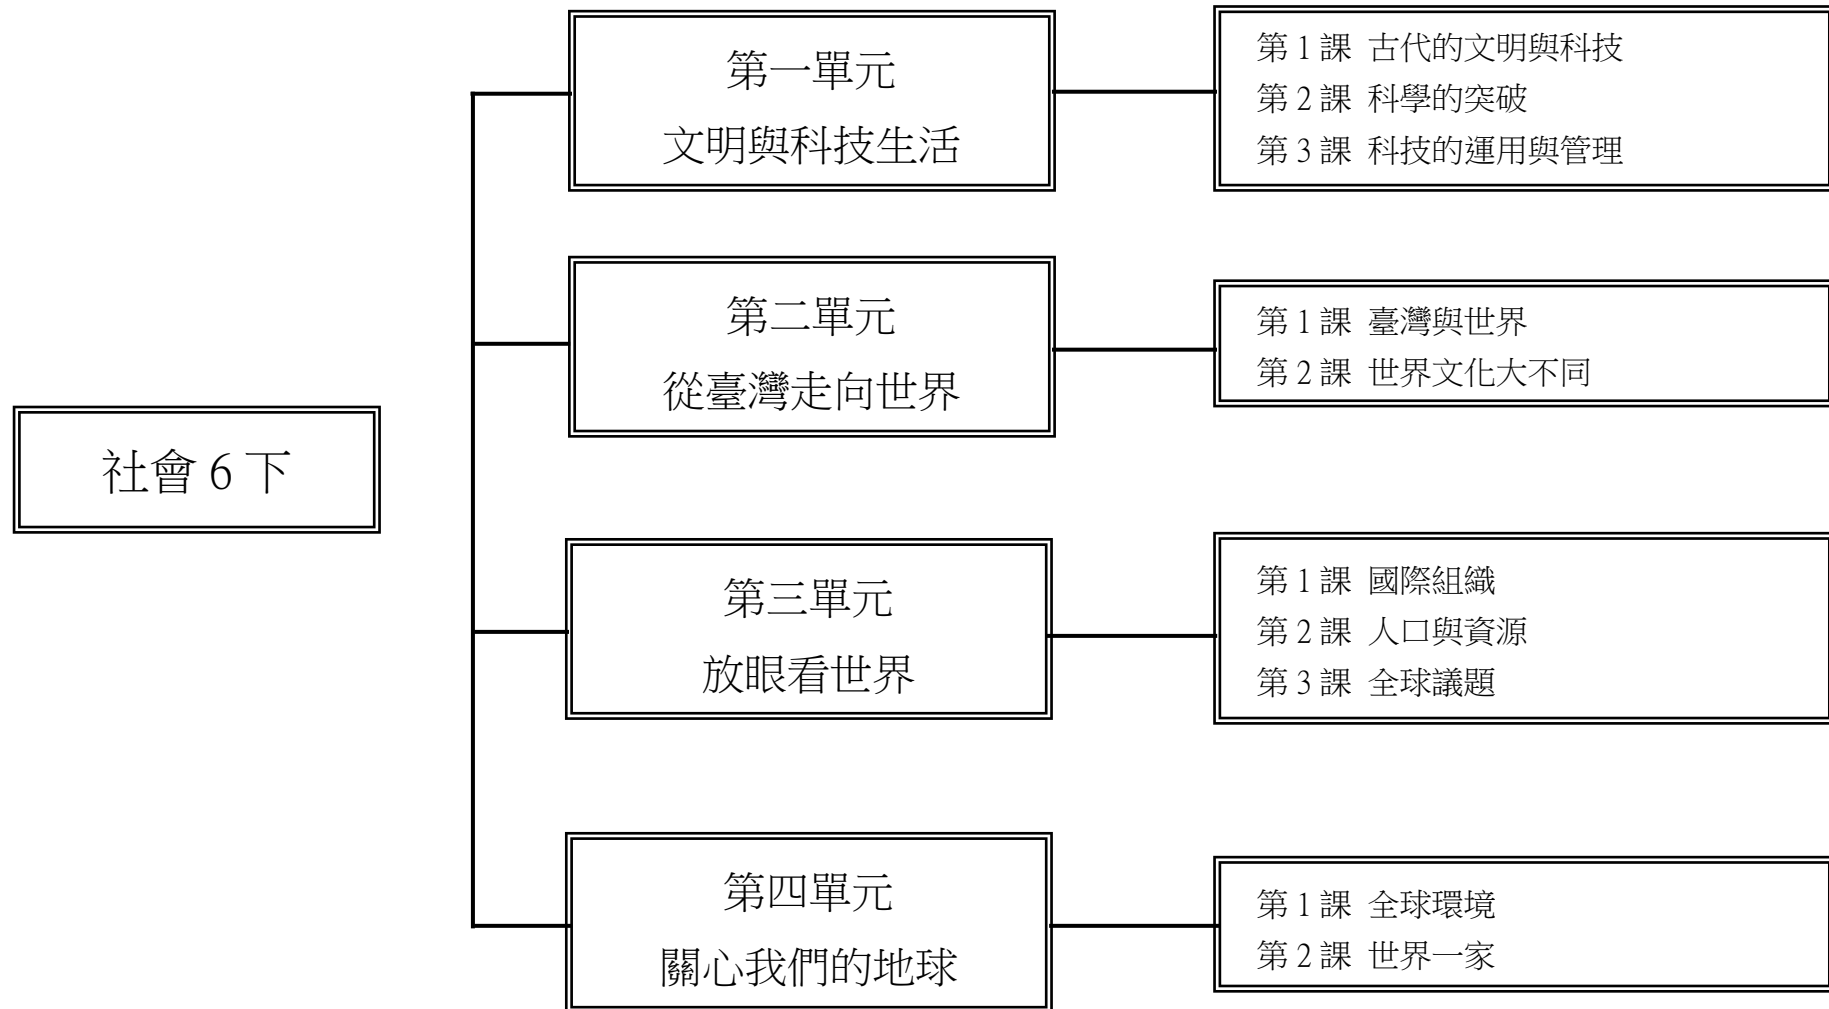 社會 6 下
第一單元
文明與科技生活
第 1 課 古代的文明與科技
第 2 課 科學的突破
第 3 課 科技的運用與管理
第二單元
從臺灣走向世界
第 1 課 臺灣與世界
第 2 課 世界文化大不同
第三單元
放眼看世界
第 1 課 國際組織
第 2 課 人口與資源
第 3 課 全球議題
第四單元
關心我們的地球
第 1 課 全球環境
第 2 課 世界一家